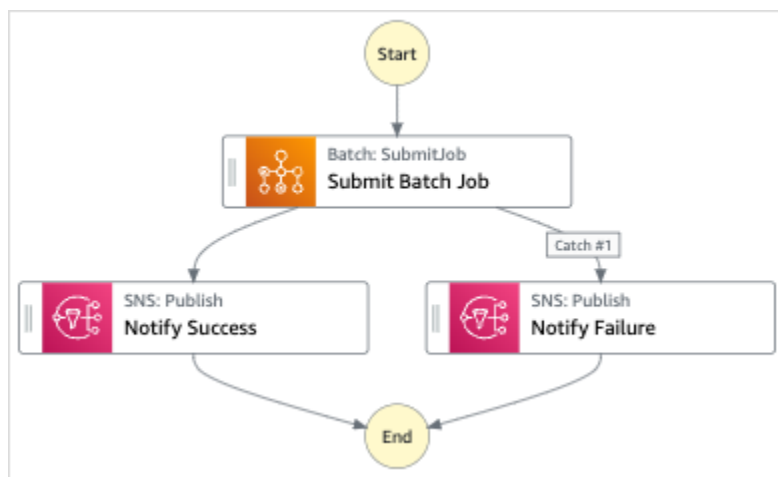 Start
Batch: SubmitJob
Submit Batch Job
Catch #1
SNS: Publish
Notify Success
SNS: Publish
Notify Failure
End